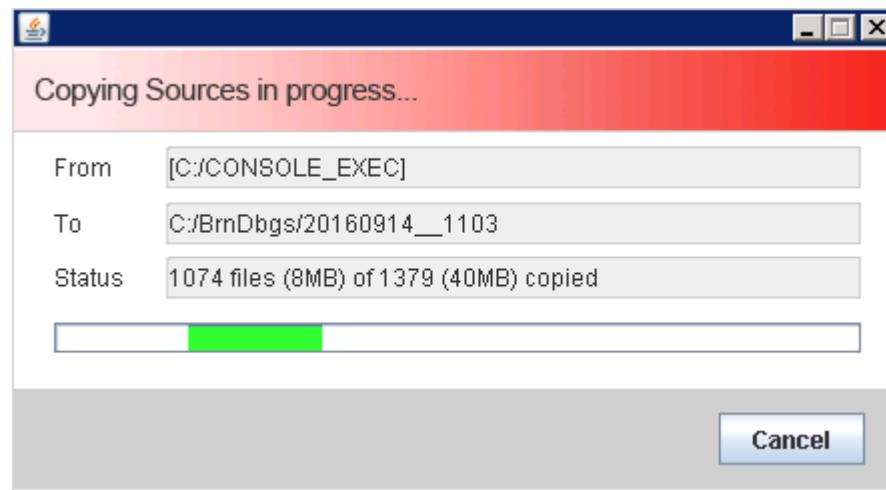 Copying Sources in progress...
From [C:/CONSOLE_EXEC]
To C:/BrnDbgs/20160914__1103
Status 1074 files (8MB) of 1379 (40MB) copied
Cancel